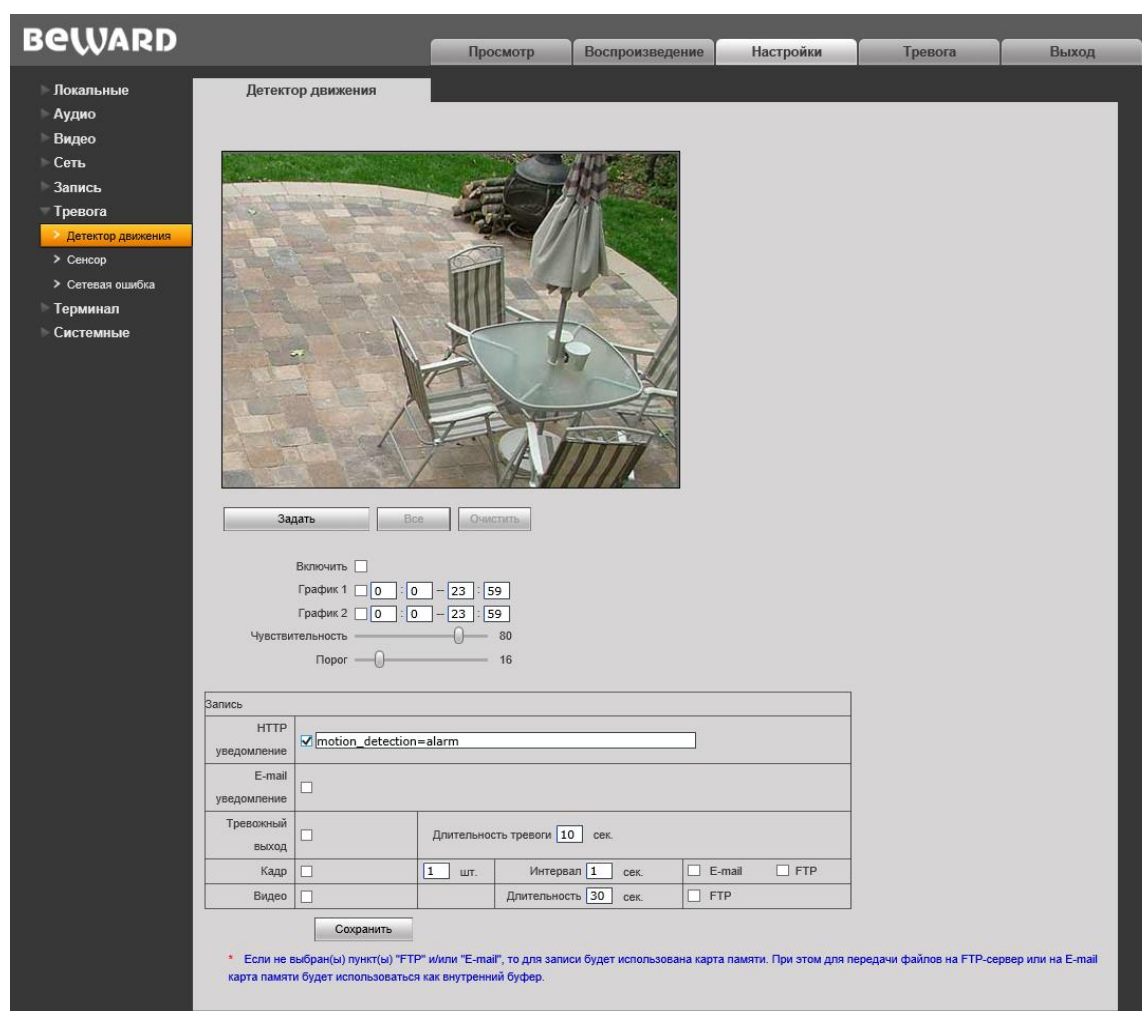 BEWARD
Просмотр Воспроизведение Настройки Тревога Выход
Локальные
Аудио
Видео
Сеть
Запись
Тревога
Детектор движения
Сенсор
Сетевая ошибка
Терминал
Системные
Детектор движения
Задать Все Очистить
Включить
График 1 0 : 0 – 23 : 59
График 2 0 : 0 – 23 : 59
Чувствительность 80
Порог 16
Запись
HTTP
уведомление motion_detection=alarm
E-mail
уведомление
Тревожный
выход Длительность тревоги 10 сек.
Кадр 1 шт. Интервал 1 сек. E-mail FTP
Видео Длительность 30 сек. FTP
Сохранить
* Если не выбран(ы) пункт(ы) "FTP" и/или "E-mail", то для записи будет использована карта памяти. При этом для передачи файлов на FTP-сервер или на E-mail
карта памяти будет использоваться как внутренний буфер.